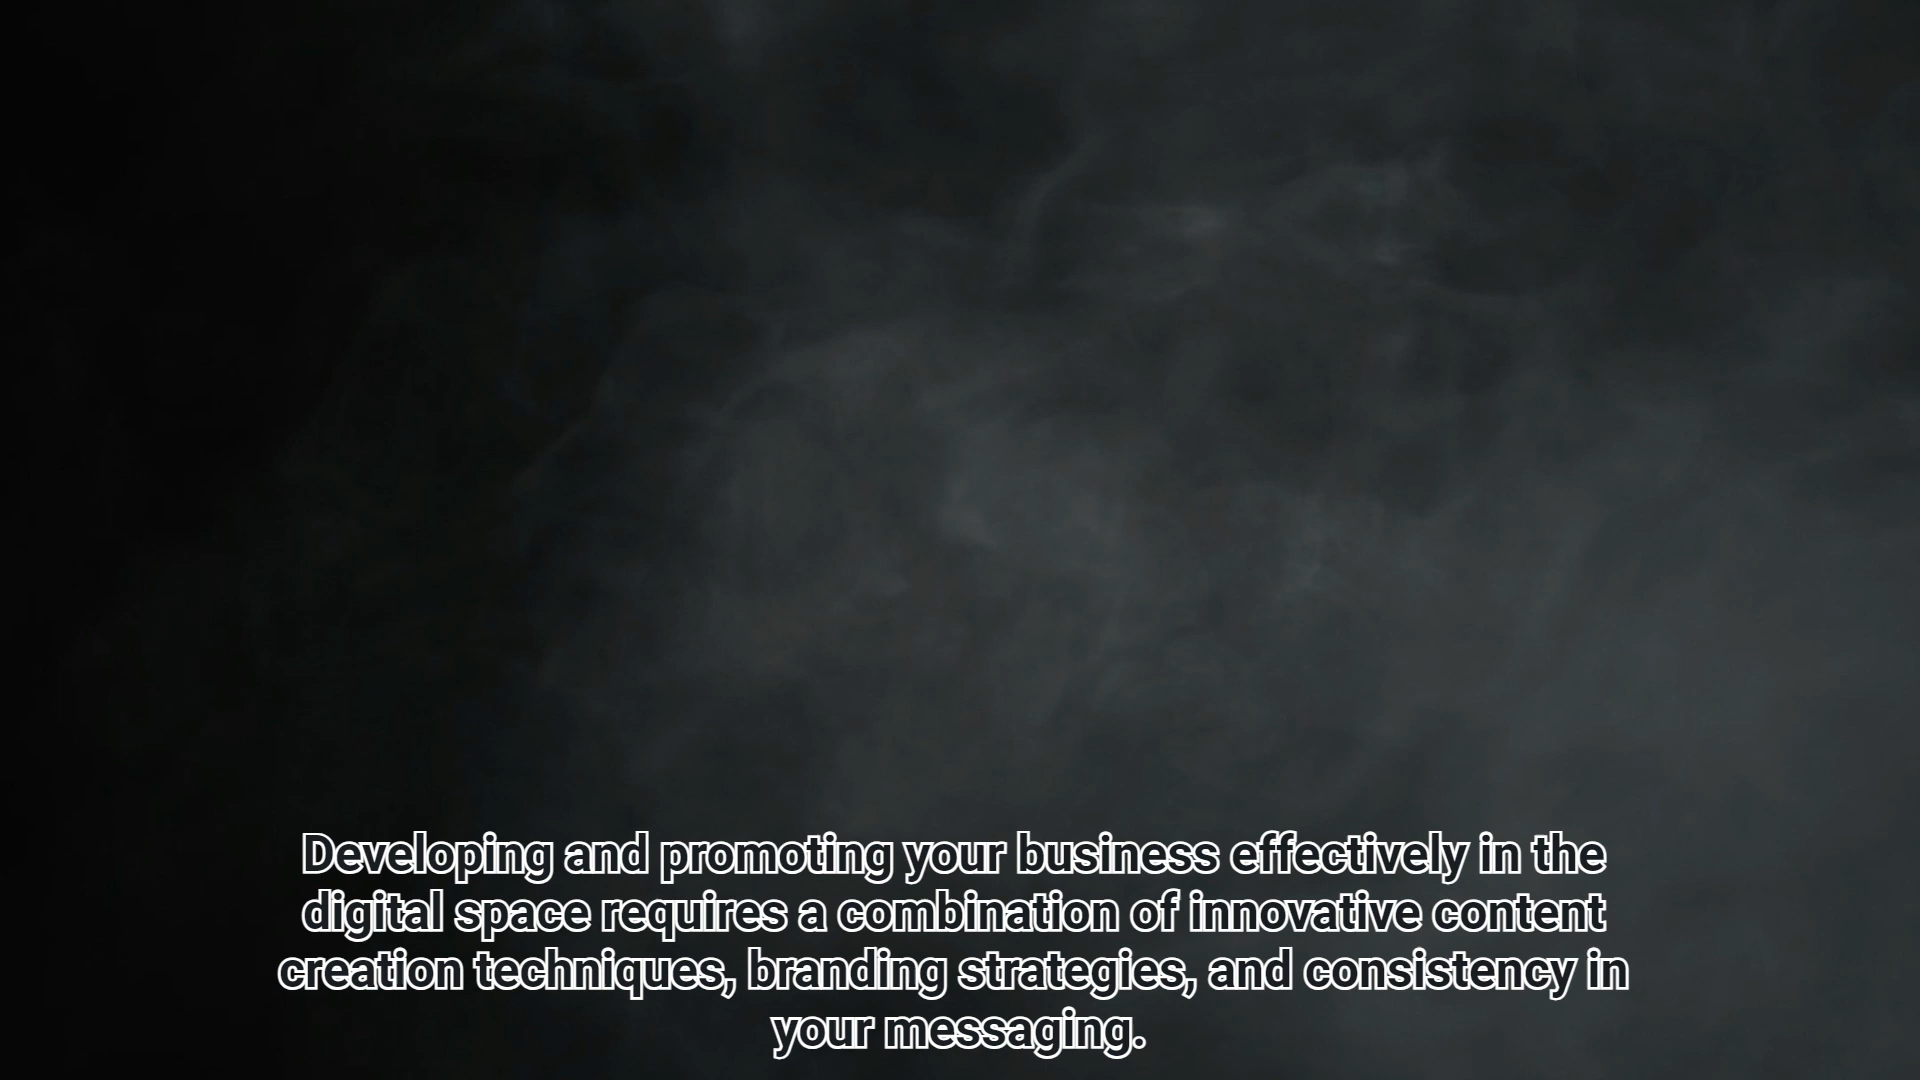 Developing and promoting your business effectively in the
digital space requires a combination of innovative content
creation techniques, branding strategies, and consistency in
your messaging.